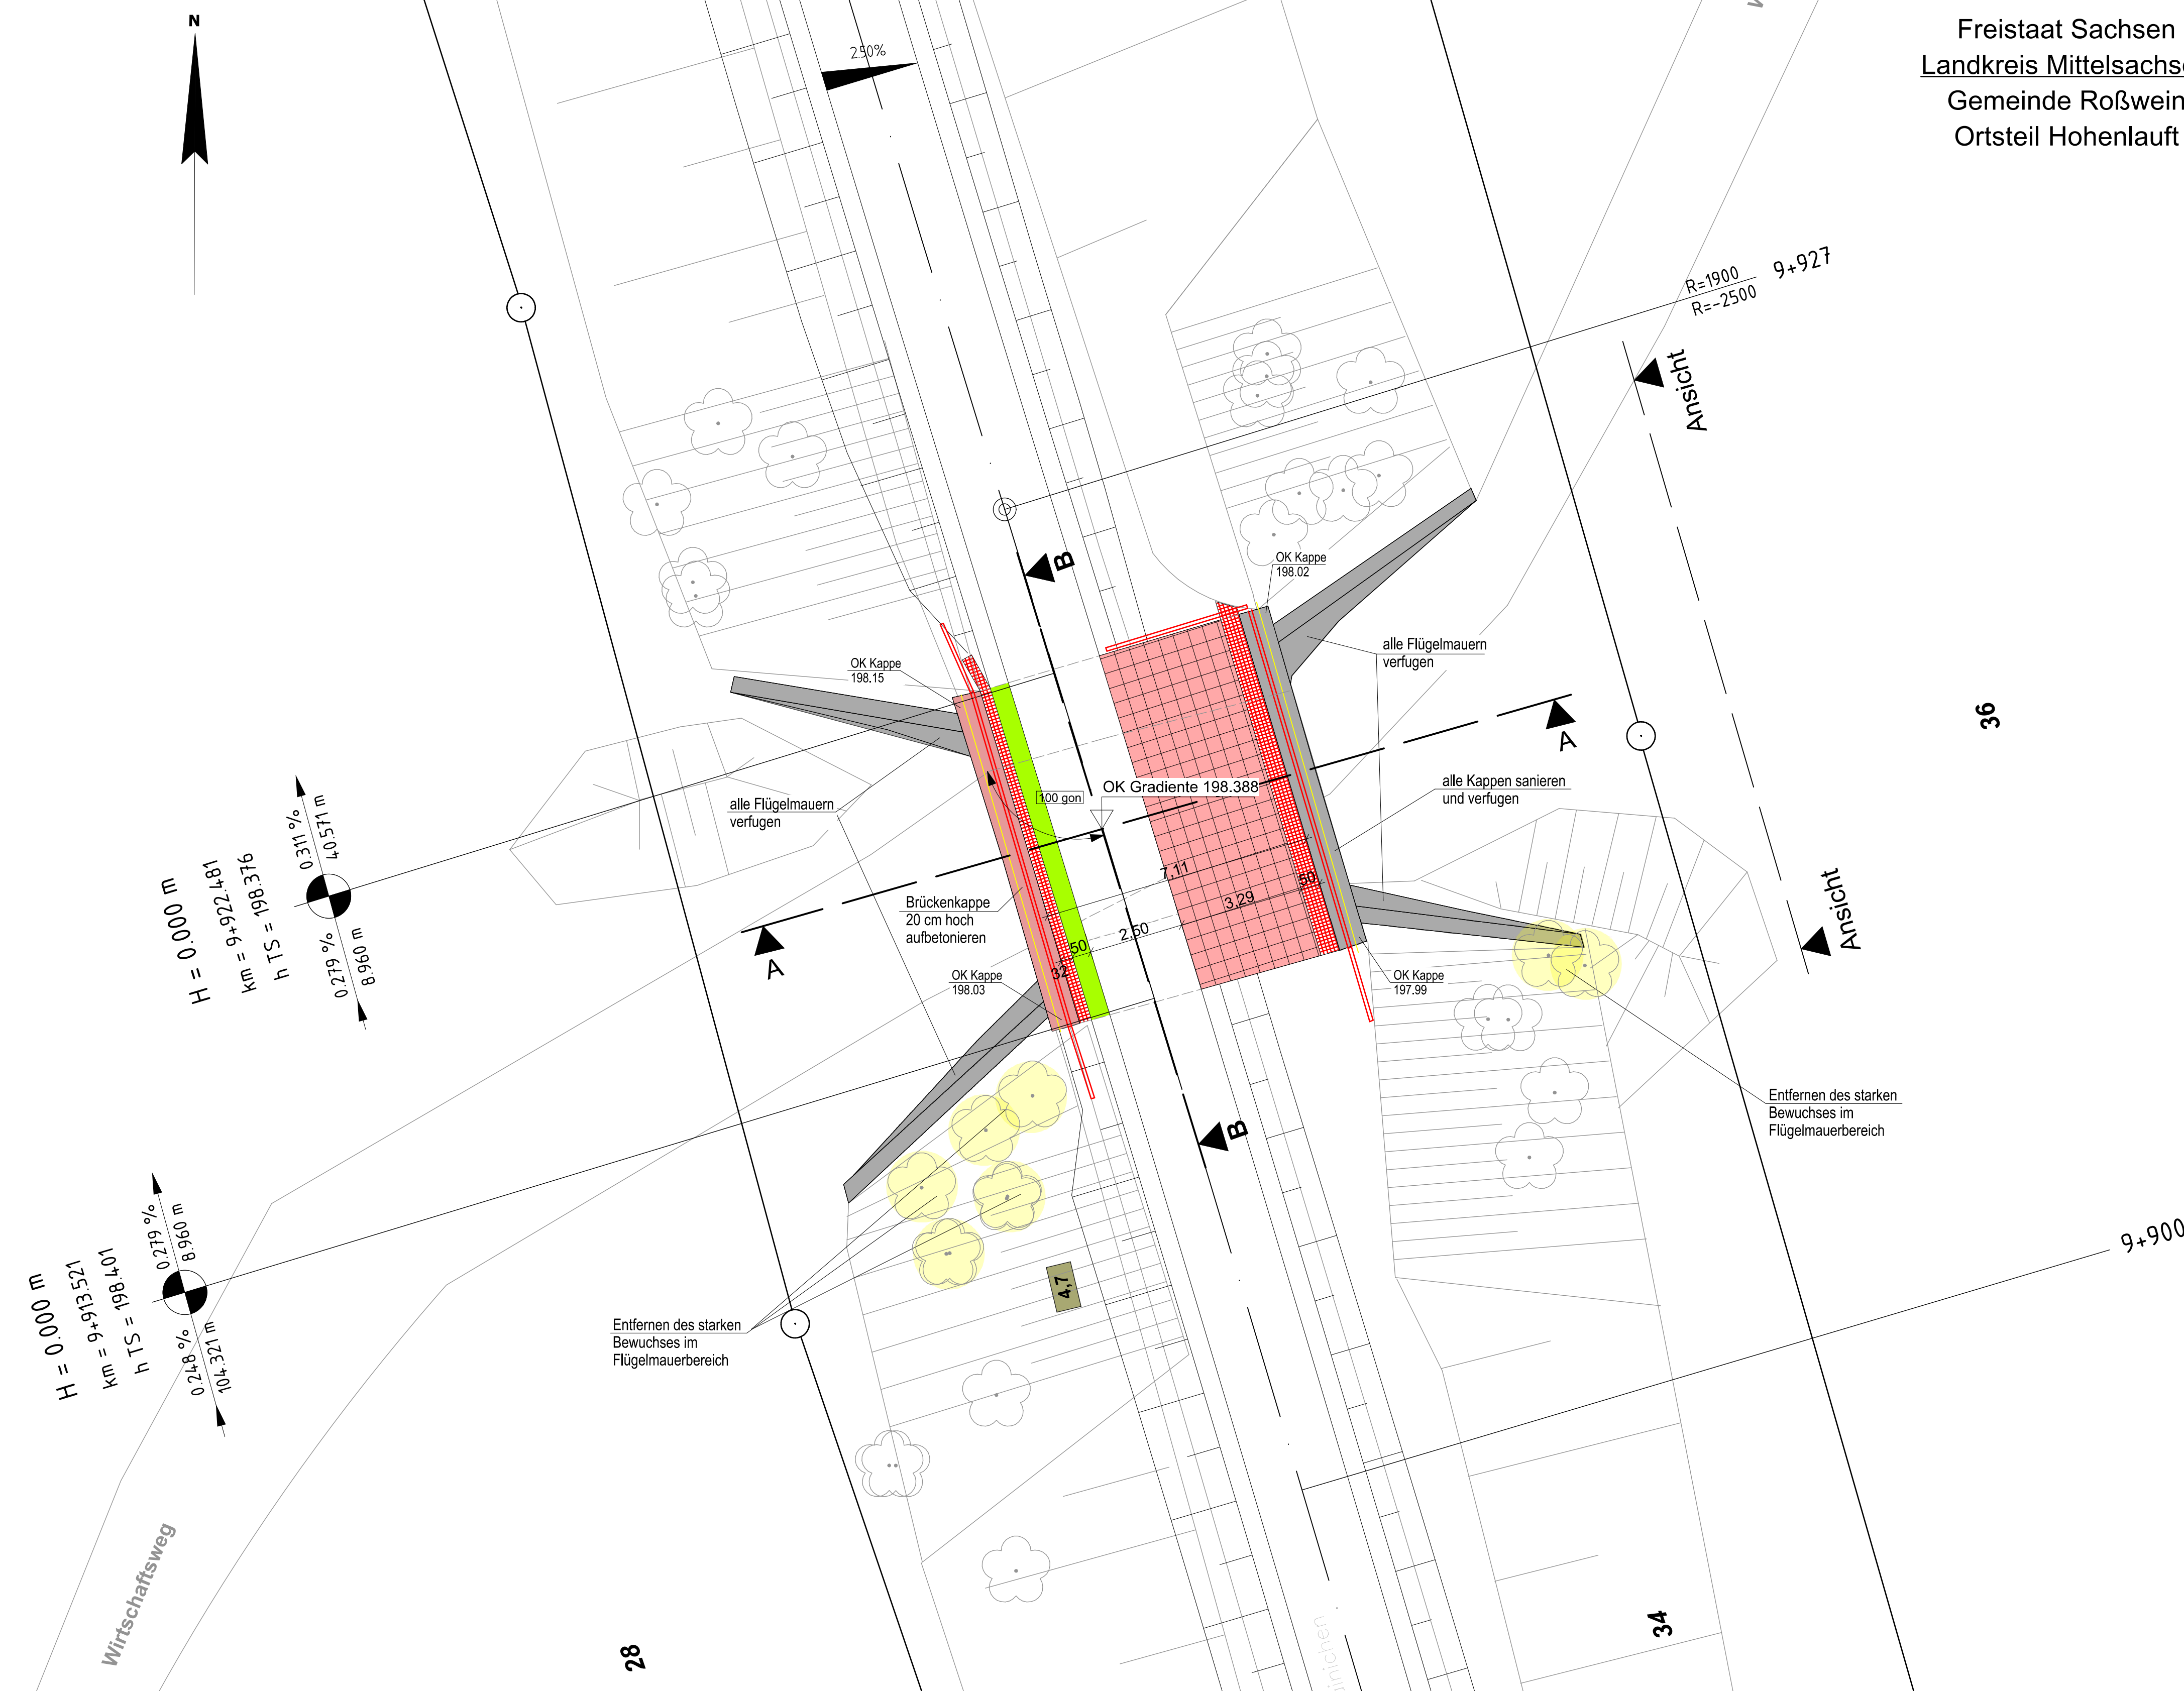 N
2.50%
Freistaat Sachsen
Landkreis Mittelsachse
Gemeinde Roßwein
Ortsteil Hohenlauft
R=1900
R=-2500
9+927
Ansicht
B
OK Kappe
198.02
alle Flügelmauern
verfugen
OK Kappe
198.15
A
36
OK Gradiente 198.388
100 gon
alle Kappen sanieren
und verfugen
alle Flügelmauern
verfugen
H = 0.000 m
km = 9+922.481
h TS = 198.376
0.311 %
40.571 m
0.279 %
8.960 m
7,11
50
3,29
2,50
50
32
Brückenkappe
20 cm hoch
aufbetonieren
A
OK Kappe
198.03
OK Kappe
197.99
Ansicht
B
Entfernen des starken
Bewuchses im
Flügelmauerbereich
H = 0.000 m
km = 9+913.521
h TS = 198.401
0.279 %
8.960 m
0.248 %
104.321 m
9+900
4,7
Entfernen des starken
Bewuchses im
Flügelmauerbereich
Wirtschaftsweg
28
34
inichen